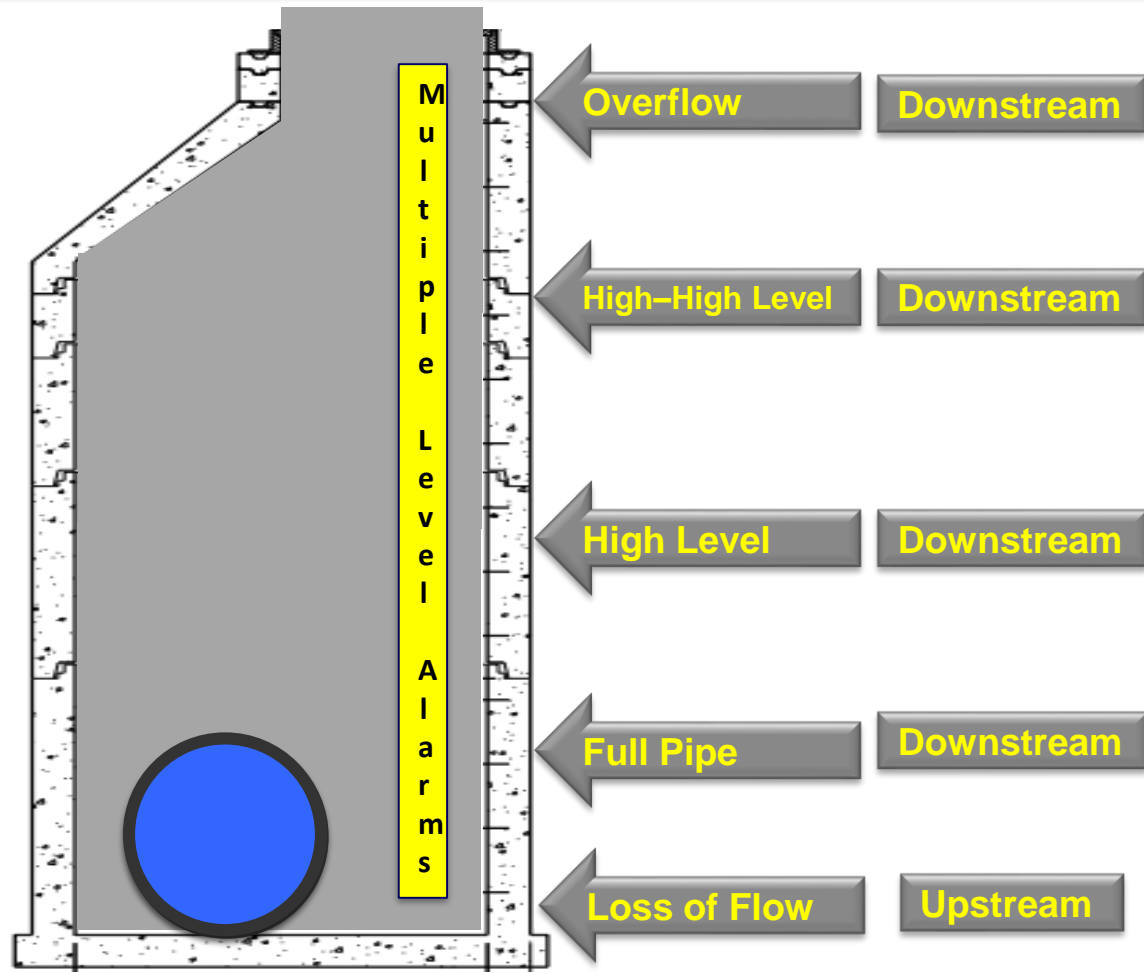 Multiple Level Alarms
Overflow
Downstream
High–High Level
Downstream
High Level
Downstream
Full Pipe
Downstream
Loss of Flow
Upstream